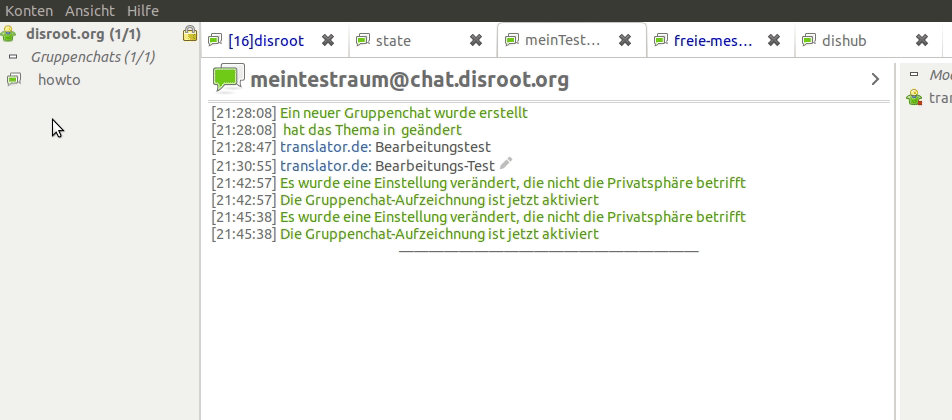 Konten Ansicht Hilfe
disroot.org (1/1)
Gruppenchats (1/1)
howto
[16]disroot state meinTest… freie-mes… dishub
meintestraum@chat.disroot.org
[21:28:08] Ein neuer Gruppenchat wurde erstellt
[21:28:08] hat das Thema in geändert
[21:28:47] translator.de: Bearbeitungstest
[21:30:55] translator.de: Bearbeitungs-Test
[21:42:57] Es wurde eine Einstellung verändert, die nicht die Privatsphäre betrifft
[21:42:57] Die Gruppenchat-Aufzeichnung ist jetzt aktiviert
[21:45:38] Es wurde eine Einstellung verändert, die nicht die Privatsphäre betrifft
[21:45:38] Die Gruppenchat-Aufzeichnung ist jetzt aktiviert